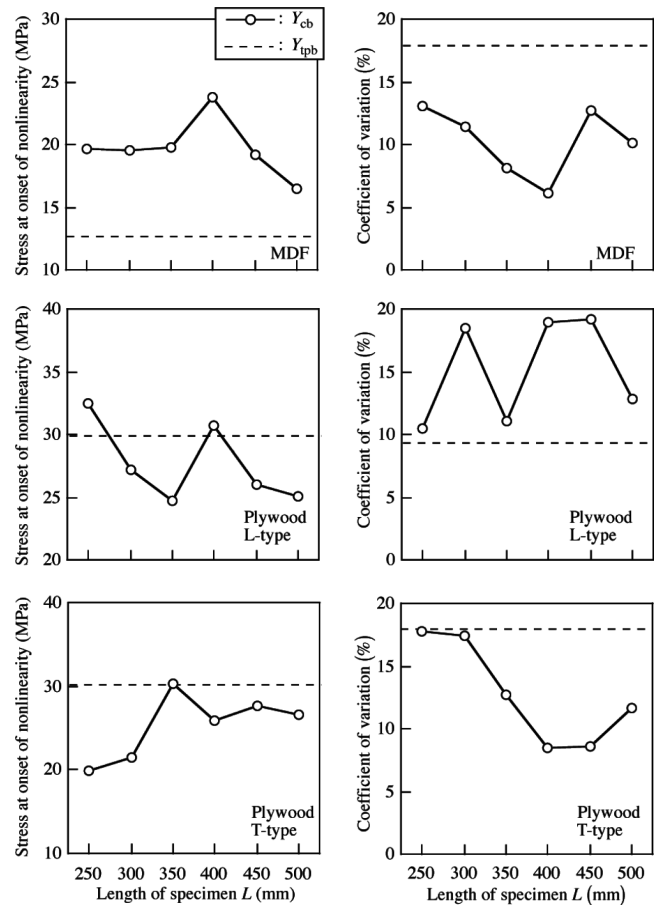 Stress at onset of nonlinearity (MPa)
30
25
20
15
10
: Ycb
: Ytpb
MDF
Coefficient of variation (%)
20
15
10
5
0
MDF
Stress at onset of nonlinearity (MPa)
40
35
30
25
20
Plywood
L-type
Coefficient of variation (%)
20
15
10
5
0
Plywood
L-type
Stress at onset of nonlinearity (MPa)
40
30
20
10
Plywood
T-type
250 300 350 400 450 500
Length of specimen L (mm)
Coefficient of variation (%)
20
15
10
5
0
Plywood
T-type
250 300 350 400 450 500
Length of specimen L (mm)